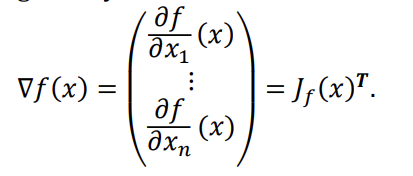 ∇f(x) = (∂f/∂x₁ (x) ⋮ ∂f/∂xₙ (x)) = J_f(x)ᵀ.